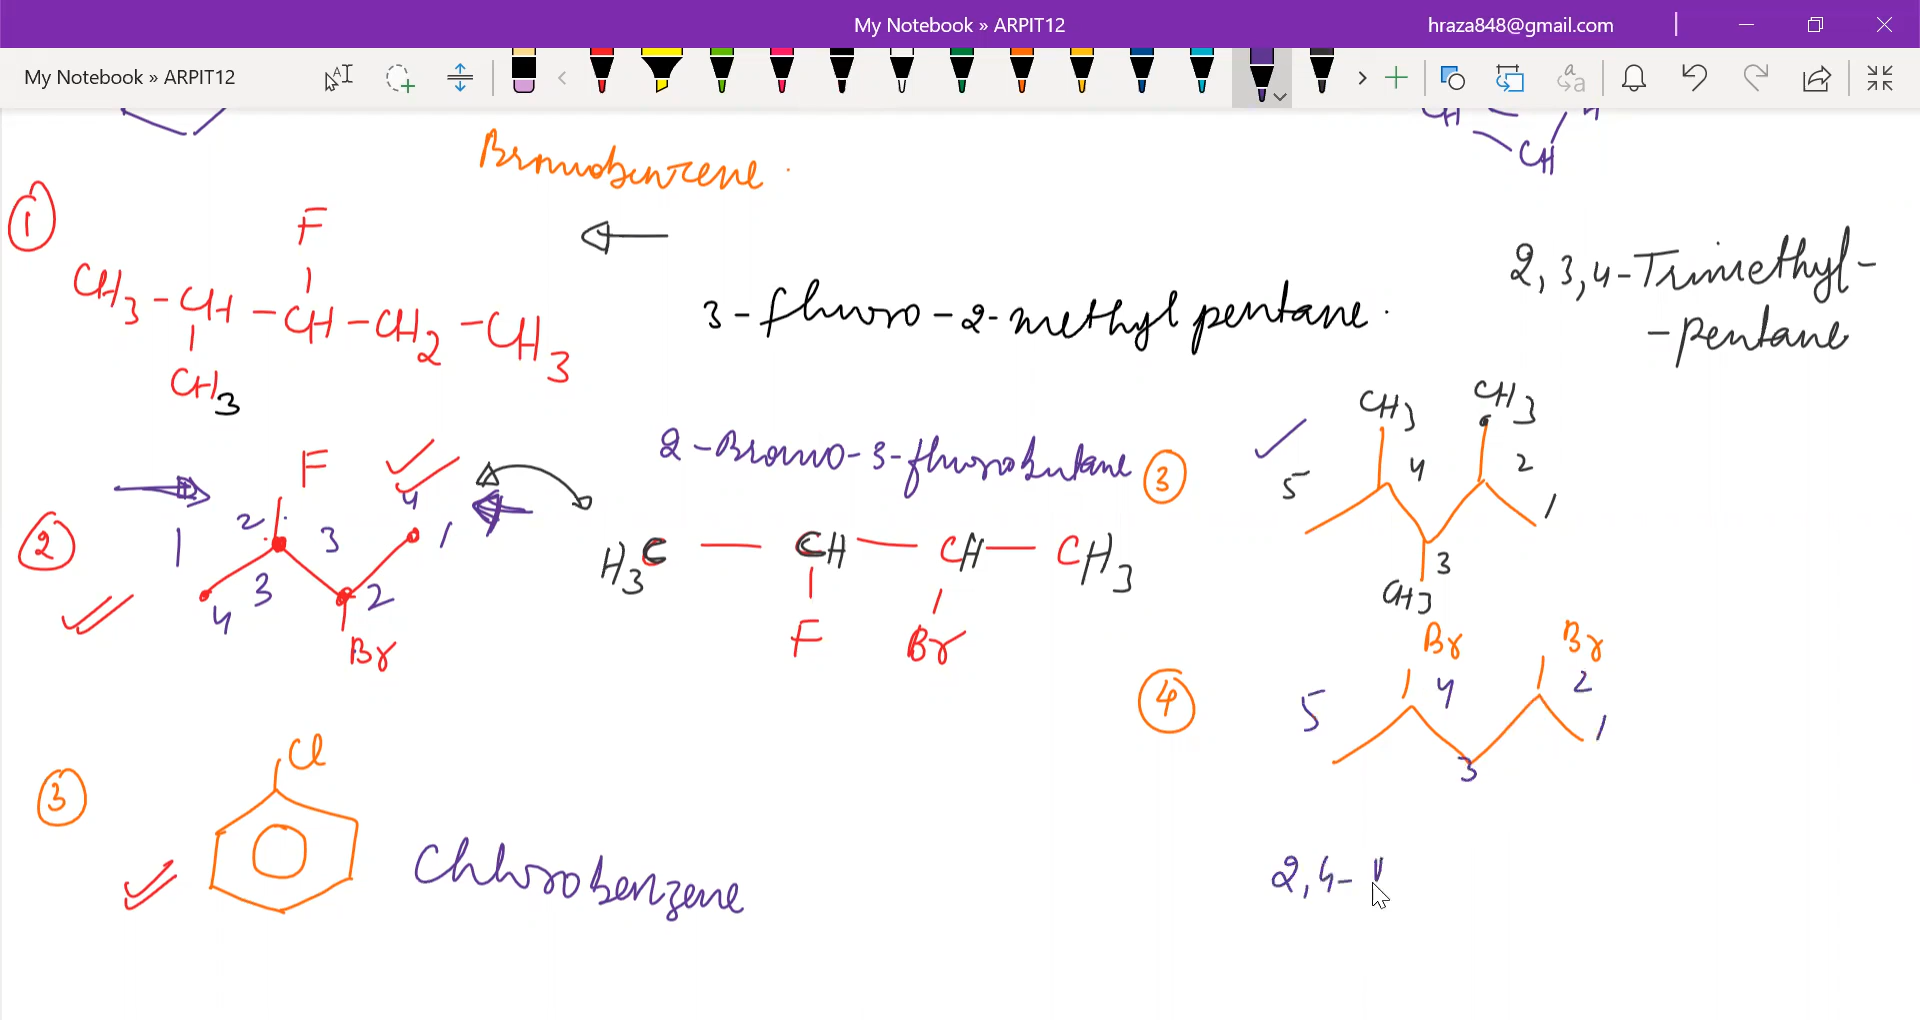 My Notebook » ARPIT12
hraza848@gmail.com
My Notebook » ARPIT12
CH
CH
Bromobenzene.
1
F
CH3 - CH - CH - CH2 - CH3
CH3
3-fluoro-2-methylpentane.
2,3,4-Trimethyl-
-pentane
2
F
1 2 3 4
4 3 2 1
Br
2-Bromo-3-fluorobutane
H3C — CH — CH — CH3
F Br
3
CH3 CH3
5 4 2 1
3
CH3
4
Br Br
5 4 2 1
3
2,4-
3
Cl
Chlorobenzene